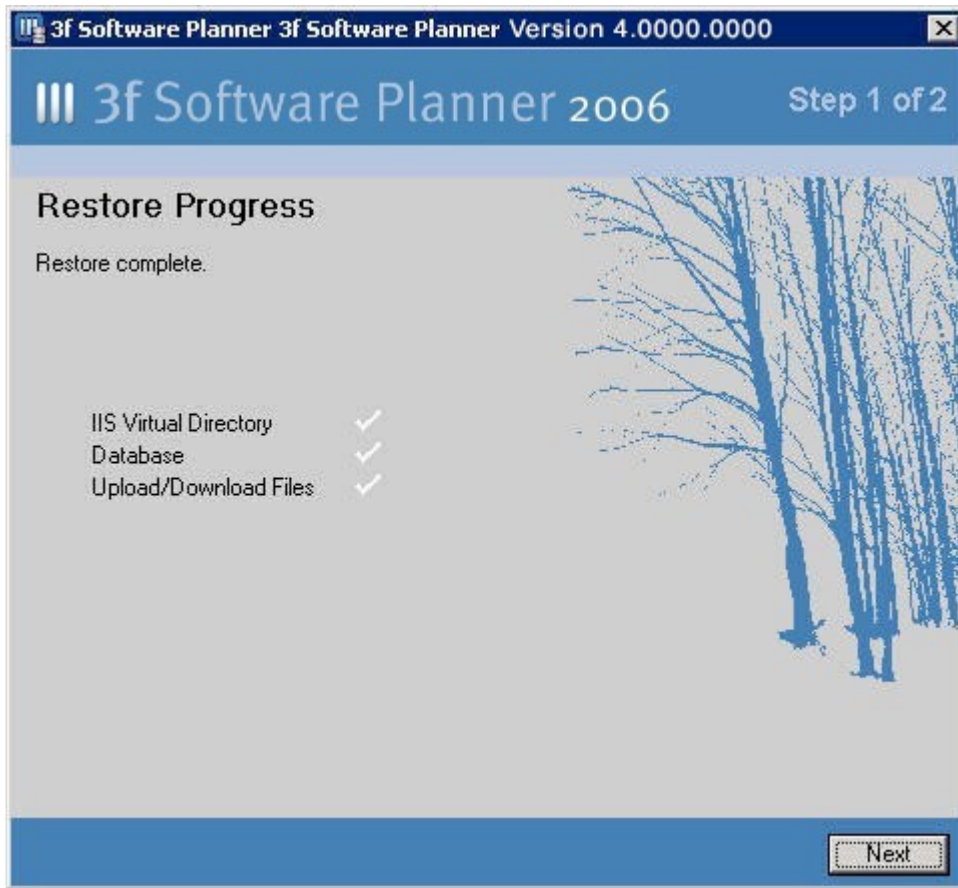 3f Software Planner 3f Software Planner Version 4.0000.0000
3f Software Planner 2006
Step 1 of 2
Restore Progress
Restore complete.
IIS Virtual Directory
Database
Upload/Download Files
Next